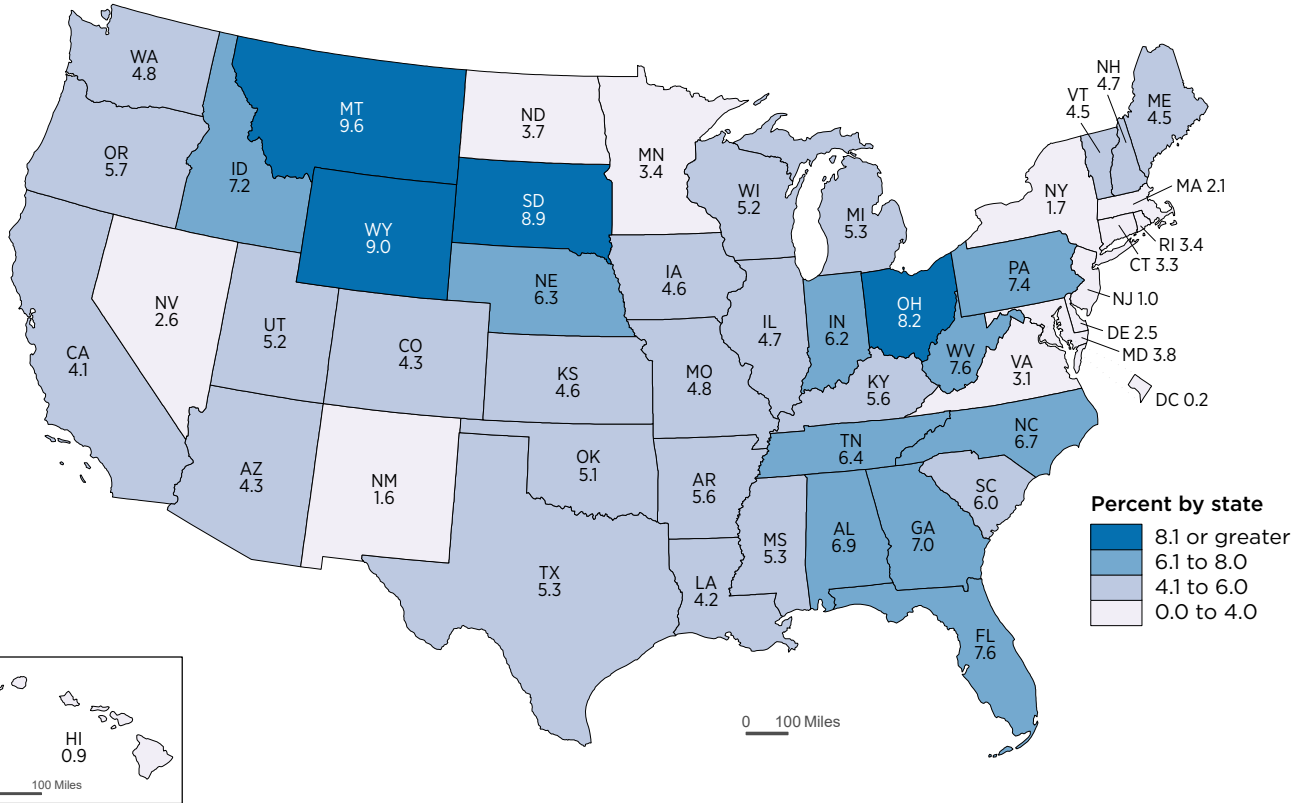 WA
4.8
OR
5.7
CA
4.1
NV
2.6
ID
7.2
MT
9.6
WY
9.0
UT
5.2
AZ
4.3
CO
4.3
NM
1.6
ND
3.7
SD
8.9
NE
6.3
KS
4.6
OK
5.1
TX
5.3
MN
3.4
IA
4.6
MO
4.8
AR
5.6
LA
4.2
WI
5.2
IL
4.7
MI
5.3
IN
6.2
OH
8.2
KY
5.6
TN
6.4
MS
5.3
AL
6.9
GA
7.0
FL
7.6
SC
6.0
NC
6.7
VA
3.1
WV
7.6
PA
7.4
NY
1.7
VT
4.5
NH
4.7
ME
4.5
MA 2.1
RI 3.4
CT 3.3
NJ 1.0
DE 2.5
MD 3.8
DC 0.2
Percent by state
8.1 or greater
6.1 to 8.0
4.1 to 6.0
0.0 to 4.0
0 100 Miles
HI
0.9
100 Miles